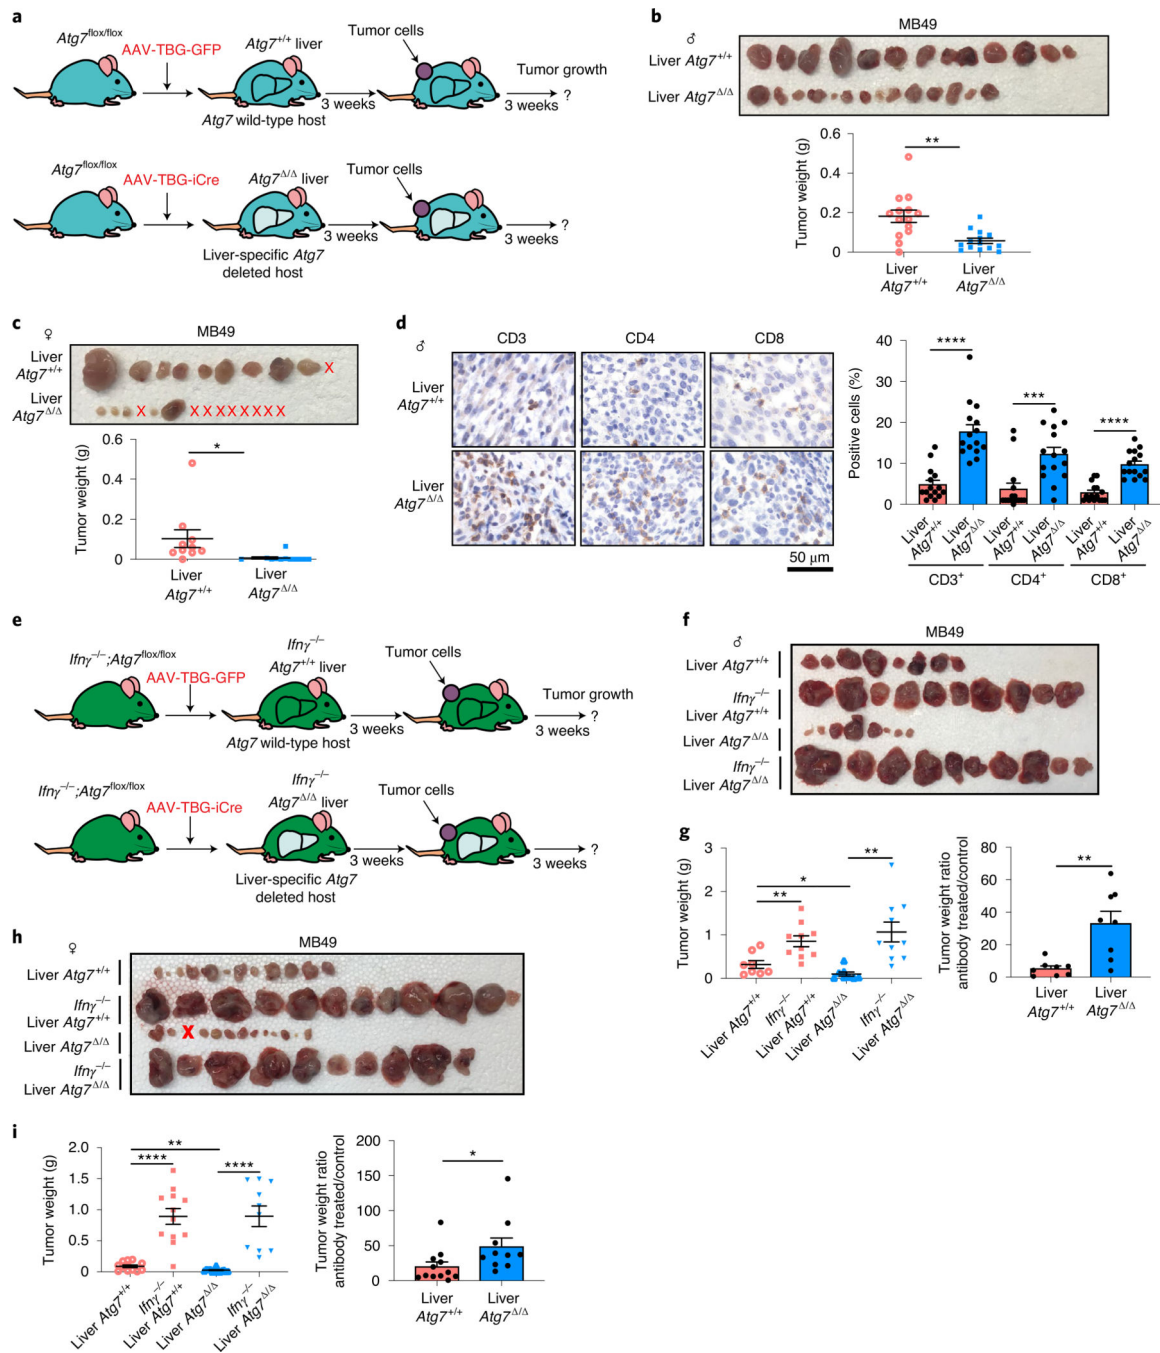 a
Atg7flox/flox
AAV-TBG-GFP
Atg7+/+ liver
Tumor cells
Tumor growth
3 weeks
3 weeks
?
Atg7 wild-type host
Atg7flox/flox
AAV-TBG-iCre
Atg7Δ/Δ liver
Tumor cells
3 weeks
3 weeks
?
Liver-specific Atg7
deleted host
b
♂
MB49
Liver Atg7+/+
Liver Atg7Δ/Δ
Tumor weight (g)
0.6
0.4
0.2
0
**
Liver
Atg7+/+
Liver
Atg7Δ/Δ
c
♀
MB49
Liver
Atg7+/+
X
Liver
Atg7Δ/Δ
X
X X X X X X X X
Tumor weight (g)
0.6
0.4
0.2
0
*
Liver
Atg7+/+
Liver
Atg7Δ/Δ
d
♂
CD3
CD4
CD8
Liver
Atg7+/+
Liver
Atg7Δ/Δ
50 μm
Positive cells (%)
40
30
20
10
0
****
***
****
Liver
Atg7+/+
Liver
Atg7Δ/Δ
Liver
Atg7+/+
Liver
Atg7Δ/Δ
Liver
Atg7+/+
Liver
Atg7Δ/Δ
CD3+
CD4+
CD8+
e
Ifnγ−/−;Atg7flox/flox
AAV-TBG-GFP
Ifnγ−/−
Atg7+/+ liver
Tumor cells
Tumor growth
3 weeks
3 weeks
?
Atg7 wild-type host
Ifnγ−/−;Atg7flox/flox
AAV-TBG-iCre
Ifnγ−/−
Atg7Δ/Δ liver
Tumor cells
3 weeks
3 weeks
?
Liver-specific Atg7
deleted host
f
♂
MB49
Liver Atg7+/+
Ifnγ−/−
Liver Atg7+/+
Liver Atg7Δ/Δ
Ifnγ−/−
Liver Atg7Δ/Δ
g
Tumor weight (g)
3
2
1
0
**
*
**
Liver Atg7+/+
Ifnγ−/−
Liver Atg7+/+
Liver Atg7Δ/Δ
Ifnγ−/−
Liver Atg7Δ/Δ
Tumor weight ratio
antibody treated/control
80
60
40
20
0
**
Liver
Atg7+/+
Liver
Atg7Δ/Δ
h
♀
MB49
Liver Atg7+/+
Ifnγ−/−
Liver Atg7+/+
X
Liver Atg7Δ/Δ
Ifnγ−/−
Liver Atg7Δ/Δ
i
Tumor weight (g)
2.0
1.5
1.0
0.5
0
**
****
****
Liver Atg7+/+
Ifnγ−/−
Liver Atg7+/+
Liver Atg7Δ/Δ
Ifnγ−/−
Liver Atg7Δ/Δ
Tumor weight ratio
antibody treated/control
200
150
100
50
0
*
Liver
Atg7+/+
Liver
Atg7Δ/Δ